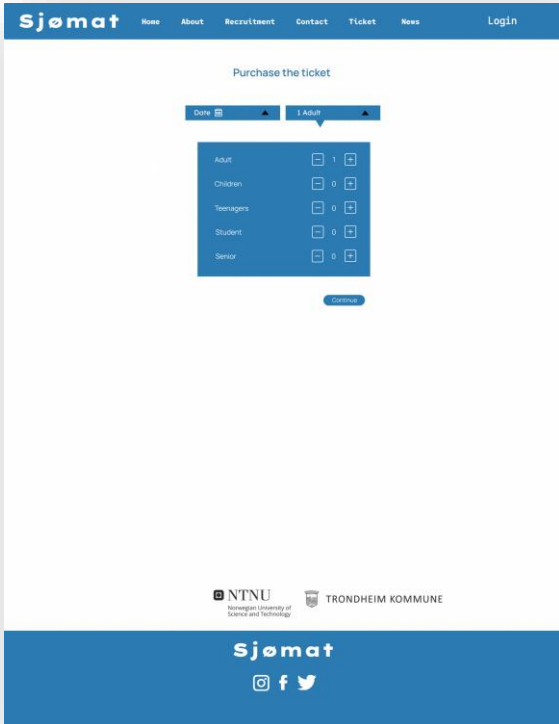 Sjømat Home About Recruitment Contact Ticket News Login
Purchase the ticket
Date 1 Adult
Adult − 1 +
Children − 0 +
Teenagers − 0 +
Student − 0 +
Senior − 0 +
Continue
NTNU
Norwegian University of
Science and Technology
TRONDHEIM KOMMUNE
Sjømat